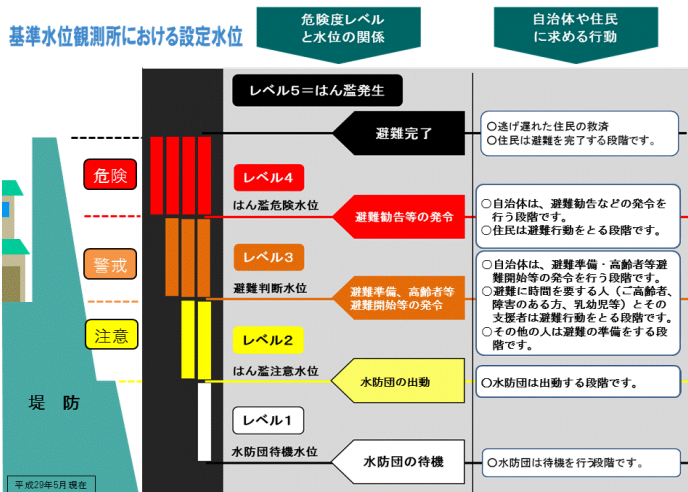 基準水位観測所における設定水位
危険度レベル
と水位の関係
自治体や住民
に求める行動
レベル5=はん濫発生
避難完了
○逃げ遅れた住民の救済
○住民は避難を完了する段階です。
危険
レベル4
はん濫危険水位
避難勧告等の発令
○自治体は、避難勧告などの発令を
行う段階です。
○住民は避難行動をとる段階です。
警戒
レベル3
避難判断水位
避難準備、高齢者等
避難開始等の発令
○自治体は、避難準備・高齢者等避
難開始等の発令を行う段階です。
○避難に時間を要する人(ご高齢者、
障害のある方、乳幼児等)とその
支援者は避難行動をとる段階です。
○その他の人は避難の準備をする段
階です。
注意
レベル2
はん濫注意水位
水防団の出動
○水防団は出動する段階です。
堤 防
レベル1
水防団待機水位
水防団の待機
○水防団は待機を行う段階です。
平成29年5月現在